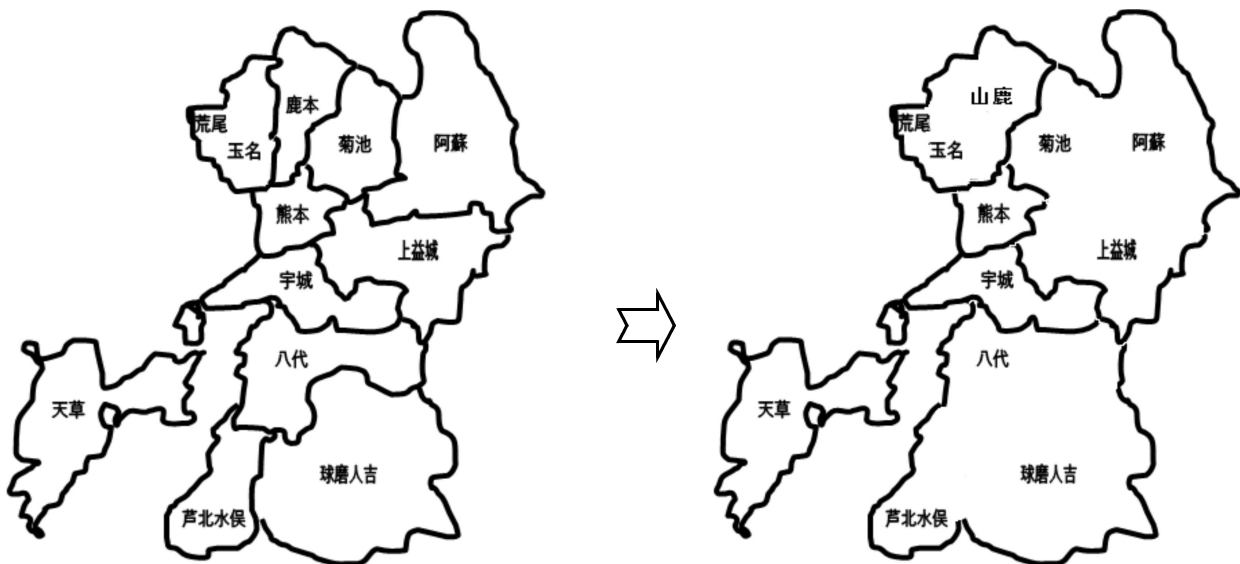 鹿本
荒尾
玉名
菊池
阿蘇
熊本
上益城
宇城
八代
天草
球磨人吉
芦北水俣
山鹿
荒尾
玉名
菊池
阿蘇
熊本
上益城
宇城
八代
天草
球磨人吉
芦北水俣